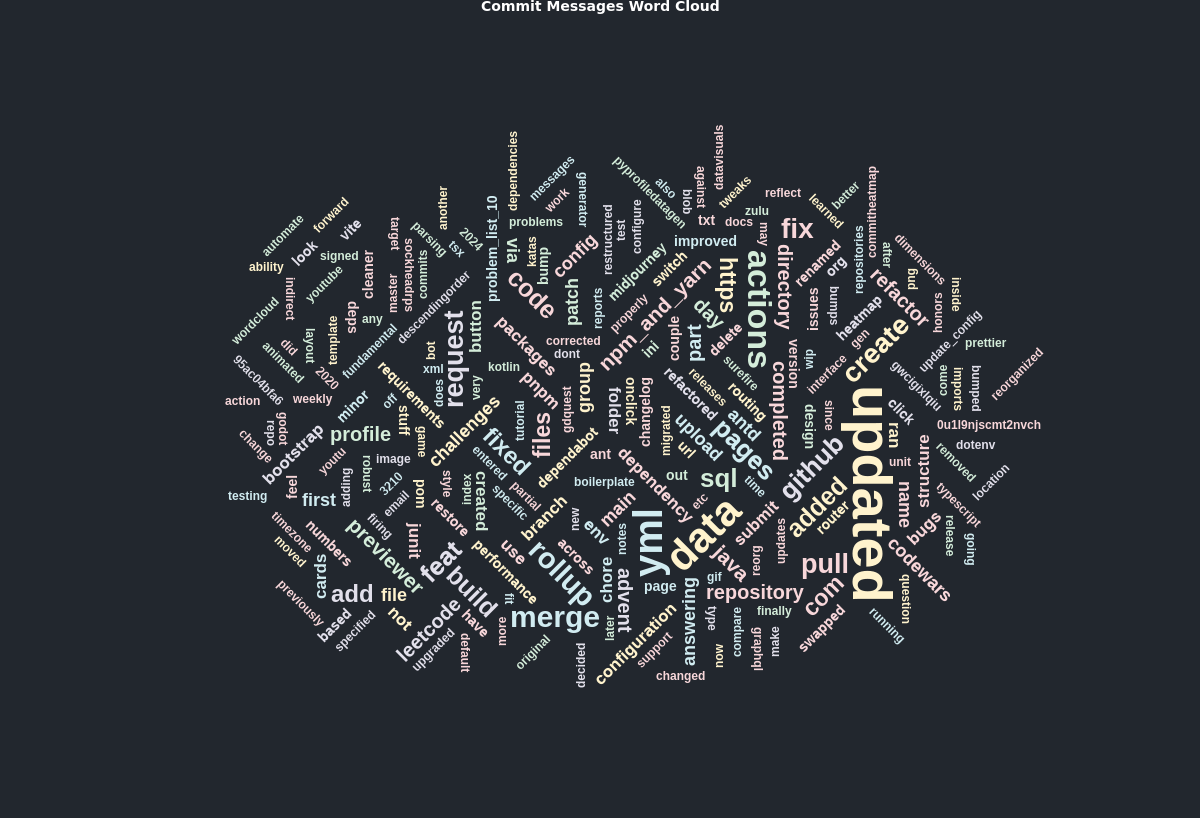 Commit Messages Word Cloud
dependencies
messages
work
generator
pyprofiledatagen
also
blob
against
datavisuals
tweaks
reflect
learned
better
commitheatmap
automate
forward
another
problem_list_10
problems
restructured
test
configure
txt
docs
zulu
may
fix
ability
look
vite
signed
target
parsing
tsx
2024
via
katas
bump
config
improved
midjourney
switch
https
actions
directory
renamed
org
repositories
after
bug
dimensions
inside
indirect
youtube
cleaner
sockheadrps
commits
master
code
patch
reports
properly
npm_and_yarn
issues
bumps
heatmap
refactor
honors
wordcloud
animated
did
layout
template
deps
any
fundamental
descendingorder
request
button
packages
corrected
dont
ini
couple
part
day
delete
version
wip
gen
interface
create
update_config
prettier
95ac04bfa6
2020
bot
xml
does
very
kotlin
pnpm
gdquest
group
onclick
changelog
refactored
releases
surefire
routing
completed
design
since
updated
gwcigjxlqiu
come
imports
bumped
reorganized
action
weekly
minor
off
requirements
stuff
game
challenges
tutorial
files
folder
migrated
antd
upload
url
pages
click
ran
0u1l9njscmt2nvch
change
repo
godot
bootstrap
profile
fixed
dependabot
ant
github
structure
removed
dotenv
feel
youtu
adding
robust
image
3210
email
pom
style
index
entered
specific
partial
boilerplate
dependency
out
sql
time
etc
unit
name
typescript
location
testing
first
firing
restore
created
branch
new
main
yml
data
submit
added
router
bugs
release
going
timezone
moved
numbers
previewer
junit
performance
use
across
env
notes
java
reorg
updates
codewars
cards
feat
build
rollup
chore
advent
page
gif
pull
question
previously
based
specified
add
file
not
leetcode
upgraded
have
default
more
fit
merge
later
answering
repository
type
compare
finally
com
swapped
running
original
decided
configuration
support
changed
now
graphql
make